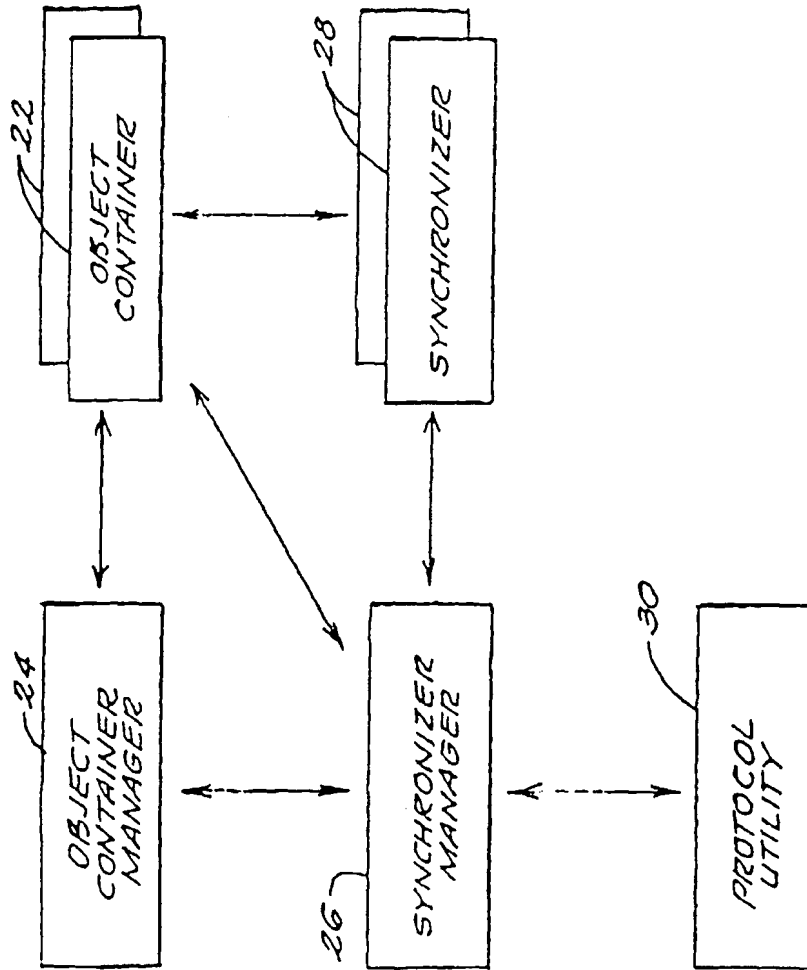 24
OBJECT
CONTAINER
MANAGER
22
OBJECT
CONTAINER
26
SYNCHRONIZER
MANAGER
28
SYNCHRONIZER
30
PROTOCOL
UTILITY